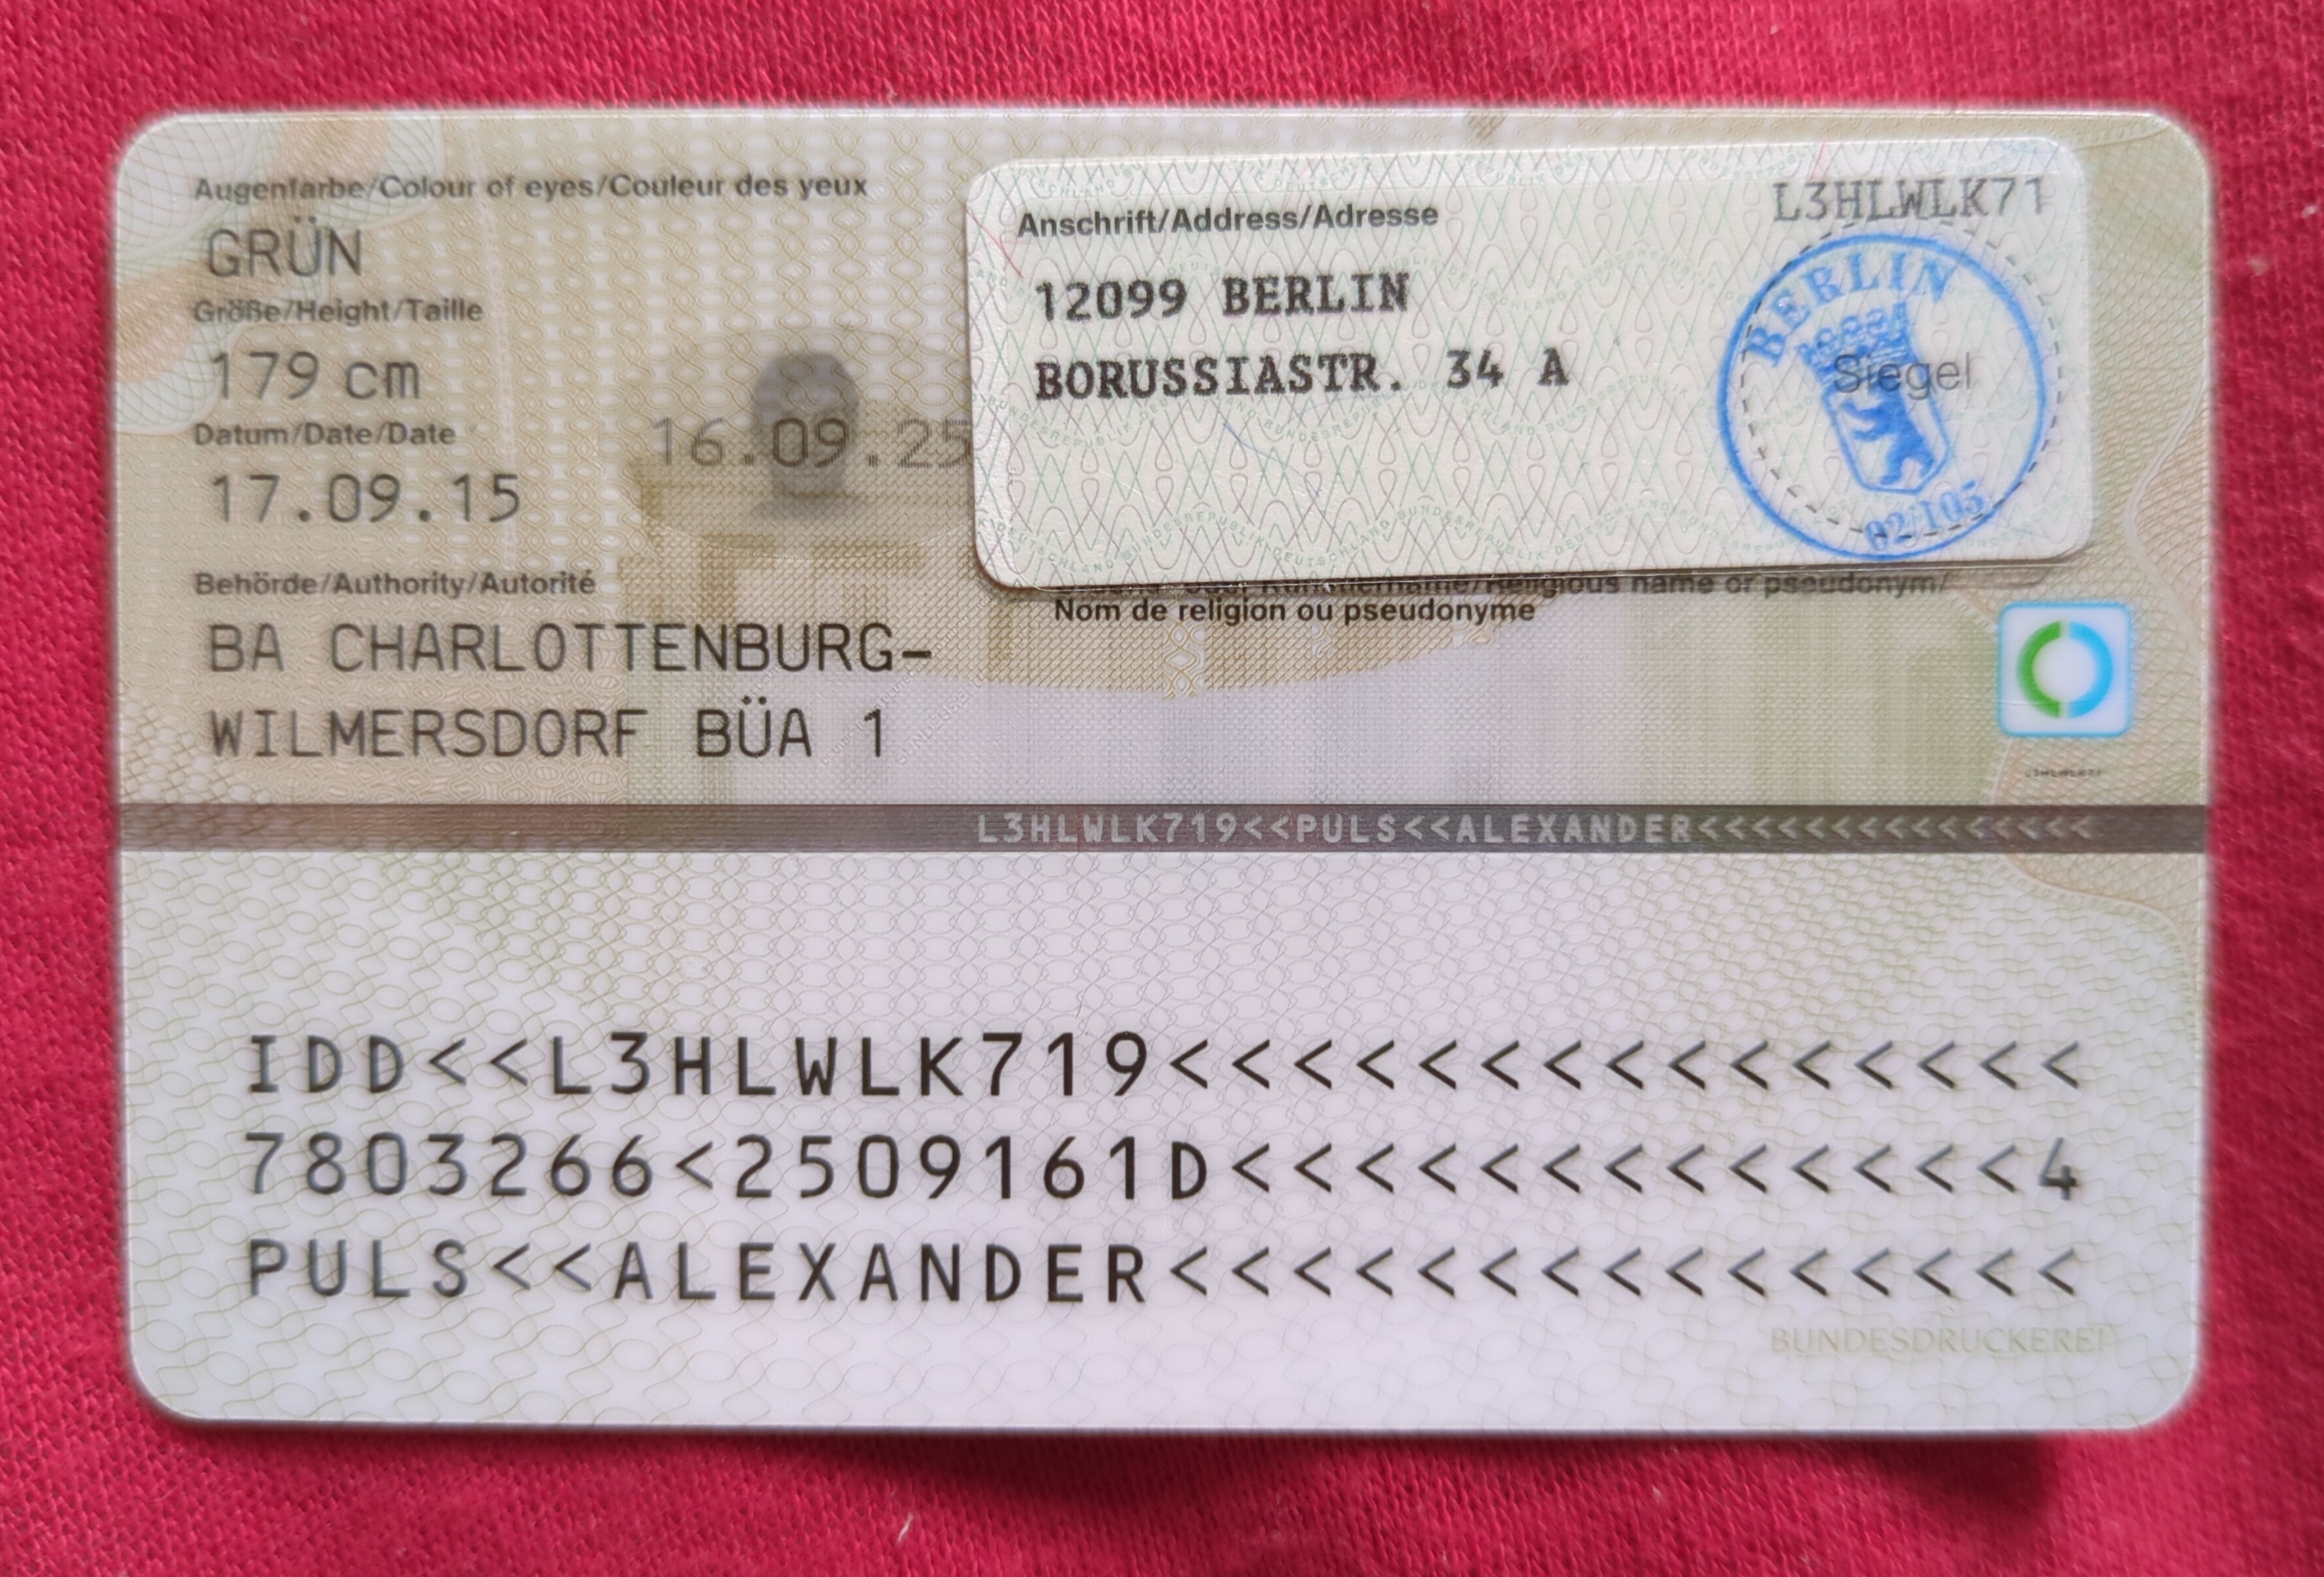 Augenfarbe/Colour of eyes/Couleur des yeux
GRÜN
Größe/Height/Taille
179 cm
Datum/Date/Date
17.09.15
16.09.25
Behörde/Authority/Autorité
BA CHARLOTTENBURG-
WILMERSDORF BÜA 1
L3HLWLK71
Anschrift/Address/Adresse
12099 BERLIN
BORUSSIASTR. 34 A
BERLIN
Siegel
02/105
Künstlername/Religious name or pseudonym/
Nom de religion ou pseudonyme
L3HLWLK719<<PULS<<ALEXANDER<<<<<<<<<<<<<<<<<
IDD<<L3HLWLK719<<<<<<<<<<<<<<<
7803266<2509161D<<<<<<<<<<<<<4
PULS<<ALEXANDER<<<<<<<<<<<<<<<
BUNDESDRUCKEREI